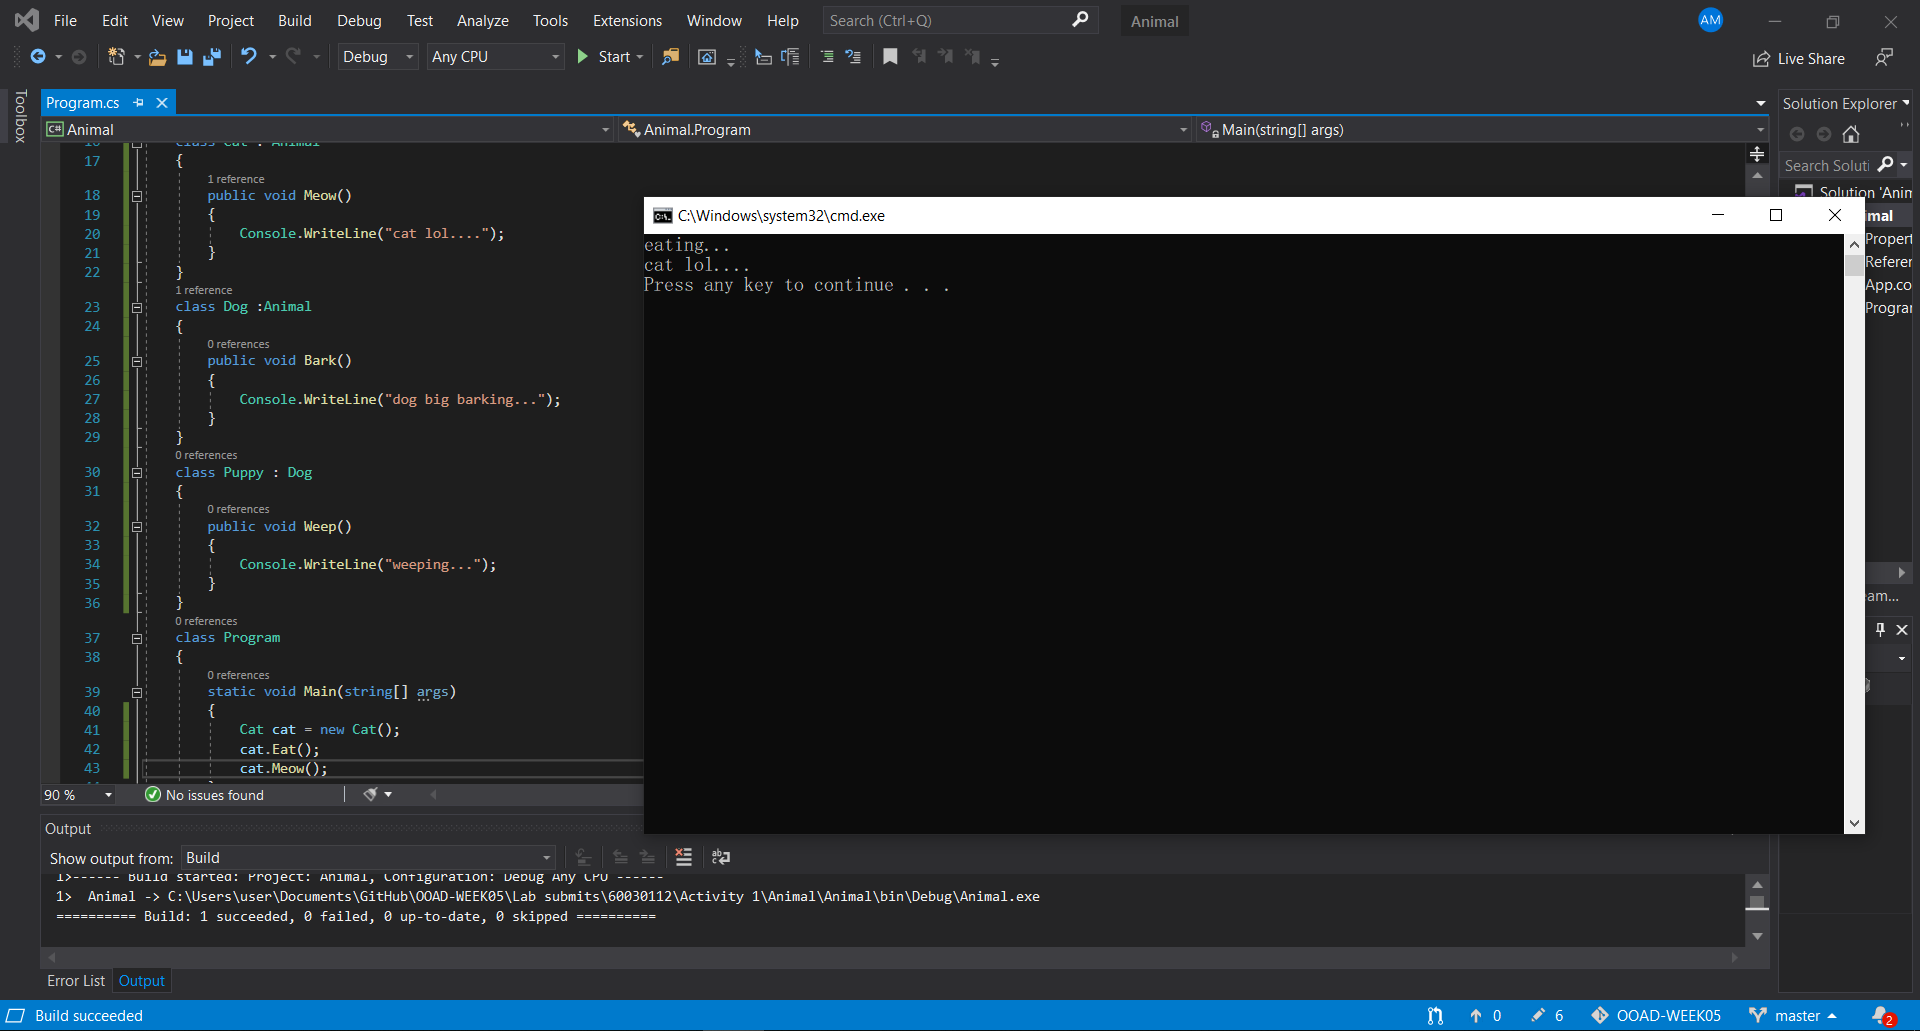 File Edit View Project Build Debug Test Analyze Tools Extensions Window Help Search (Ctrl+Q) Animal AM
Debug Any CPU Start Live Share
Toolbox
Program.cs
Solution Explorer
C# Animal Animal.Program Main(string[] args)
Search Soluti
Solution 'Anim
imal
Propert
Referer
App.co
Prograr
16 class Cat : Animal
17 {
1 reference
18 public void Meow()
19 {
20 Console.WriteLine("cat lol....");
21 }
22 }
1 reference
23 class Dog :Animal
24 {
0 references
25 public void Bark()
26 {
27 Console.WriteLine("dog big barking...");
28 }
29 }
0 references
30 class Puppy : Dog
31 {
0 references
32 public void Weep()
33 {
34 Console.WriteLine("weeping...");
35 }
36 }
0 references
37 class Program
38 {
0 references
39 static void Main(string[] args)
40 {
41 Cat cat = new Cat();
42 cat.Eat();
43 cat.Meow();
C:\Windows\system32\cmd.exe
eating...
cat lol....
Press any key to continue . . .
eam...
90 % No issues found
Output
Show output from: Build
1>------ Build started: Project: Animal, Configuration: Debug Any CPU ------
1> Animal -> C:\Users\user\Documents\GitHub\OOAD-WEEK05\Lab submits\60030112\Activity 1\Animal\Animal\bin\Debug\Animal.exe
========== Build: 1 succeeded, 0 failed, 0 up-to-date, 0 skipped ==========
Error List Output
Build succeeded 0 6 OOAD-WEEK05 master 2